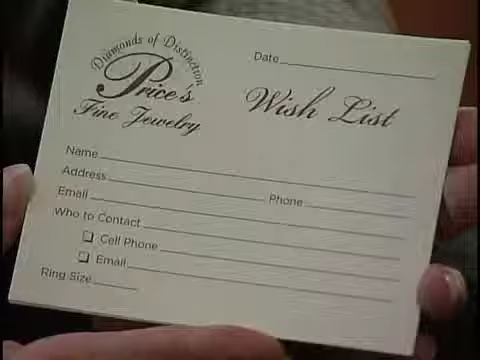 Diamonds of Distinction
Price's
Fine Jewelry
Date
Wish List
Name
Address
Email Phone
Who to Contact
Cell Phone
Email
Ring Size